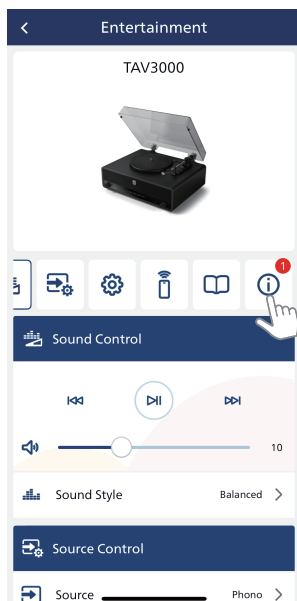 Entertainment
TAV3000
1
Sound Control
10
Sound Style Balanced
Source Control
Source Phono